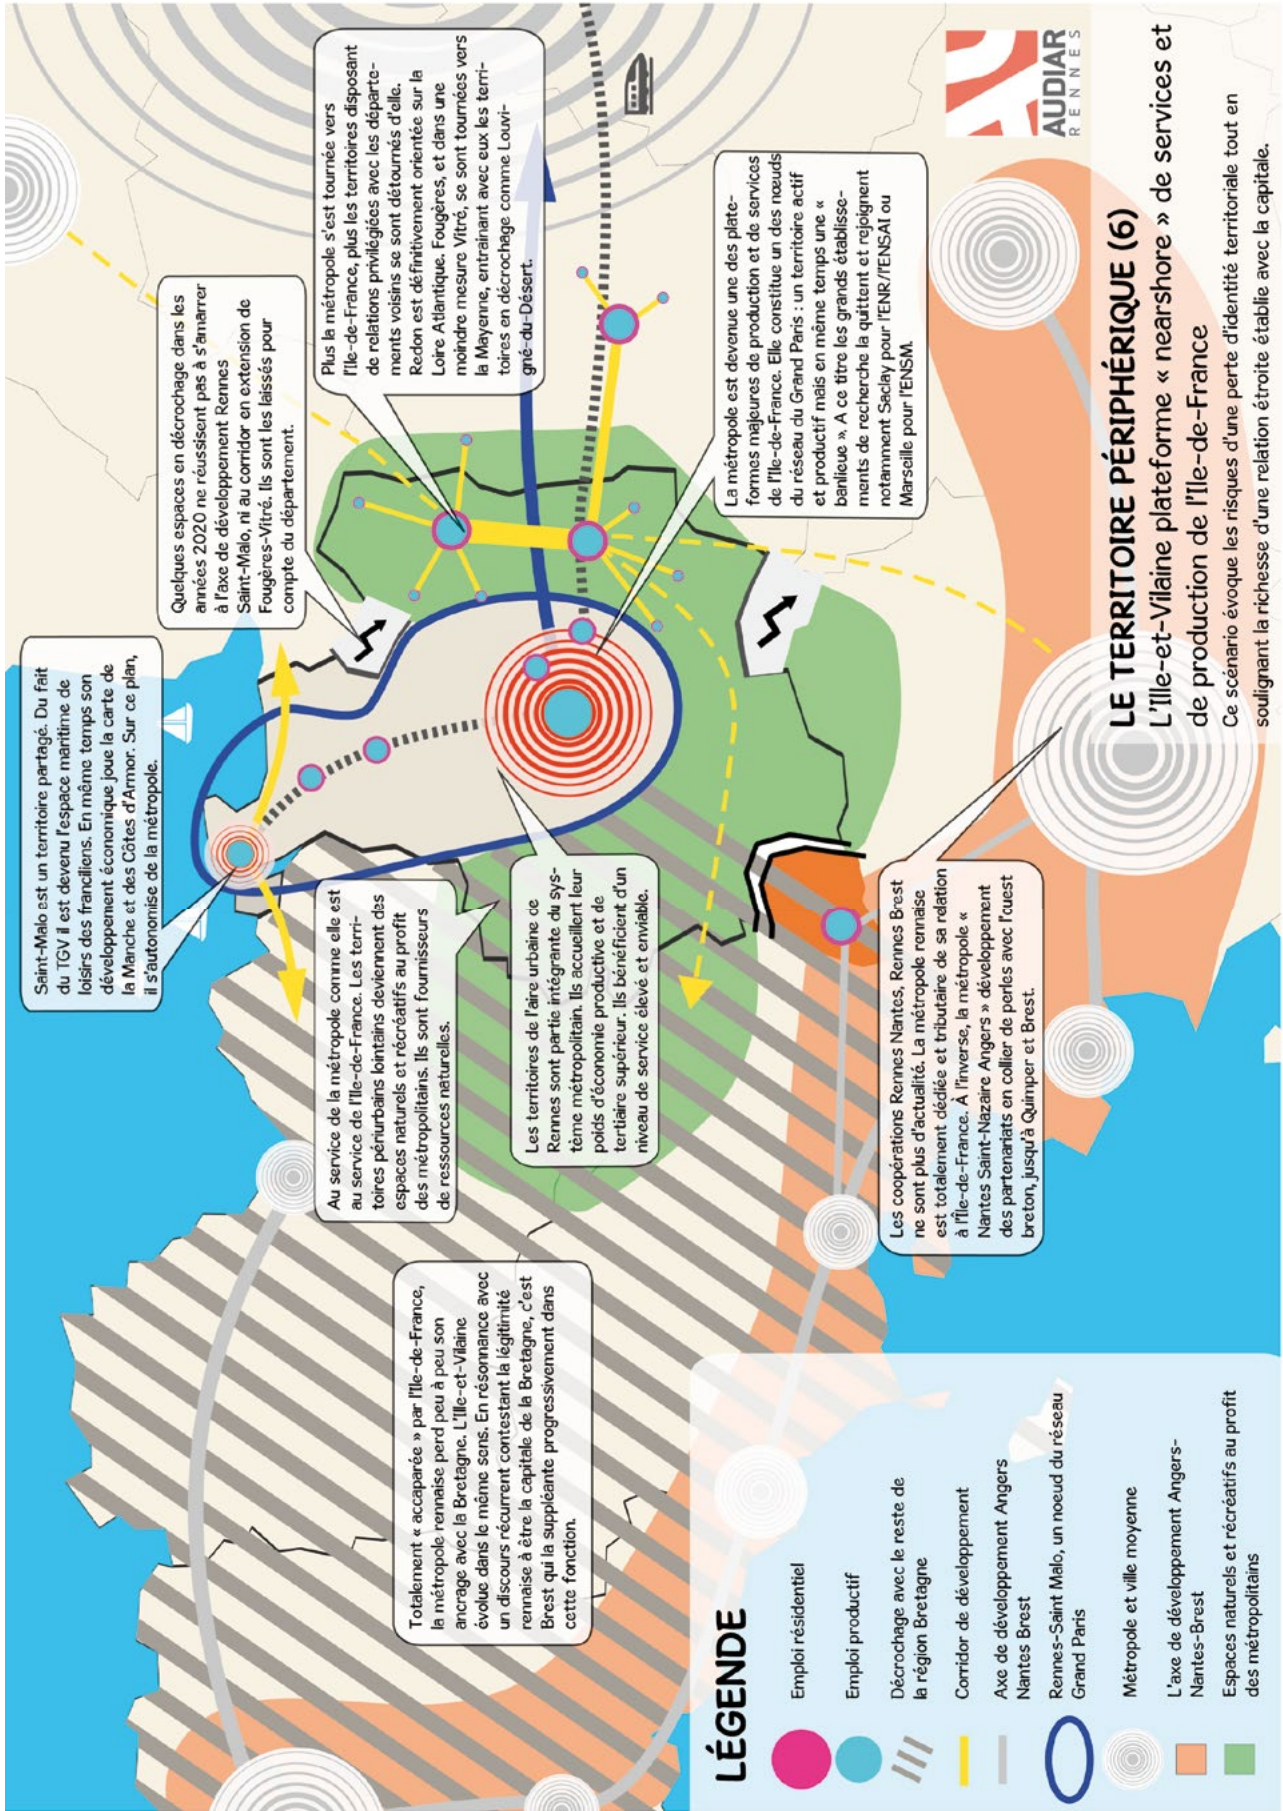 Saint-Malo est un territoire partagé. Du fait
du TGV il est devenu l'espace maritime de
loisirs des franciliens. En même temps son
développement économique joue la carte de
la Manche et des Côtes d'Armor. Sur ce plan,
il s'autonomise de la métropole.
Quelques espaces en décrochage dans les
années 2020 ne réussisent pas à s'amarrer
à l'axe de développement Rennes
Saint-Malo, ni au corridor en extension de
Fougères-Vitré. Ils sont les laissés pour
compte du département.
Plus la métropole s'est tournée vers
l'Ile-de-France, plus les territoires disposant
de relations privilégiées avec les départe-
ments voisins se sont détournés d'elle.
Redon est définitivement orientée sur la
Loire Atlantique. Fougères, et dans une
moindre mesure Vitré, se sont tournées vers
la Mayenne, entrainant avec eux les terri-
toires en décrochage comme Louvi-
gné-du-Désert.
Au service de la métropole comme elle est
au service de l'Ile-de-France. Les terri-
toires périurbains lointains deviennent des
espaces naturels et récréatifs au profit
des métropolitains. Ils sont fournisseurs
de ressources naturelles.
Totalement « accaparée » par l'Ile-de-France,
la métropole rennaise perd peu à peu son
ancrage avec la Bretagne. L'Ille-et-Vilaine
évolue dans le même sens. En résonnance avec
un discours récurrent contestant la légitimité
rennaise à être la capitale de la Bretagne, c'est
Brest qui la suppléante progressivement dans
cette fonction.
Les territoires de l'aire urbaine de
Rennes sont partie intégrante du sys-
tème métropolitain. Ils accueillent leur
poids d'économie productive et de
tertiaire supérieur. Ils bénéficient d'un
niveau de service élevé et enviable.
La métropole est devenue une des plate-
formes majeures de production et de services
de l'Ile-de-France. Elle constitue un des nœuds
du réseau du Grand Paris : un territoire actif
et productif mais en même temps une «
banlieue ». A ce titre les grands établisse-
ments de recherche la quittent et rejoignent
notamment Saclay pour l'ENR/l'ENSAI ou
Marseille pour l'ENSM.
Les coopérations Rennes Nantes, Rennes Brest
ne sont plus d'actualité. La métropole rennaise
est totalement dédiée et tributaire de sa relation
à l'Île-de-France. À l'inverse, la métropole «
Nantes Saint-Nazaire Angers » développement
des partenariats en collier de perles avec l'ouest
breton, jusqu'à Quimper et Brest.
LÉGENDE
Emploi résidentiel
Emploi productif
Décrochage avec le reste de
la région Bretagne
Corridor de développement
Axe de développement Angers
Nantes Brest
Rennes-Saint Malo, un noeud du réseau
Grand Paris
Métropole et ville moyenne
L'axe de développement Angers-
Nantes-Brest
Espaces naturels et récréatifs au profit
des métropolitains
AUDIAR
RENNES
LE TERRITOIRE PÉRIPHÉRIQUE (6)
L'Ille-et-Vilaine plateforme « nearshore » de services et
de production de l'Ile-de-France
Ce scénario évoque les risques d'une perte d'identité territoriale tout en
soulignant la richesse d'une relation étroite établie avec la capitale.